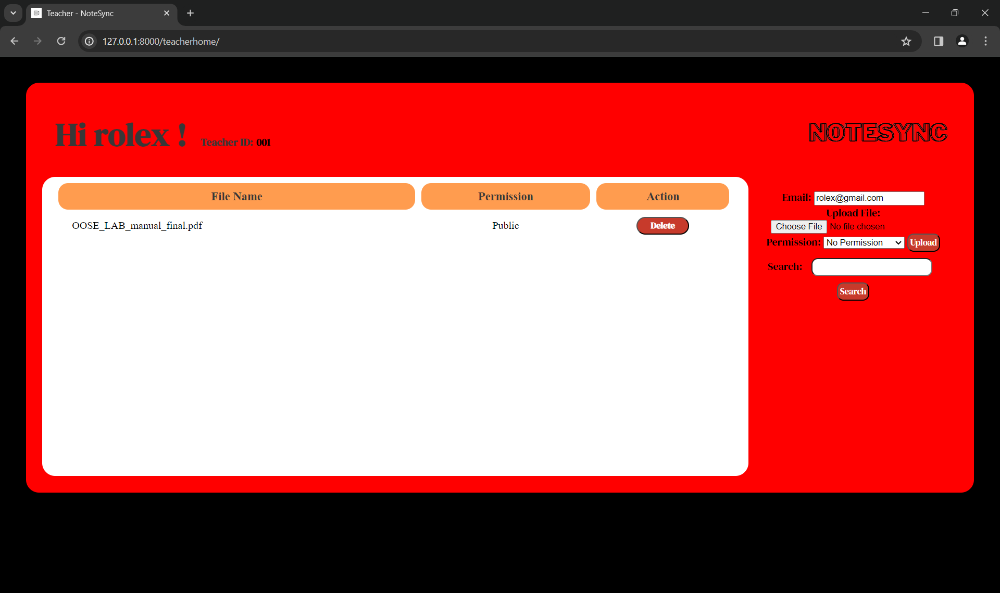 Teacher - NoteSync
127.0.0.1:8000/teacherhome/
Hi rolex !
Teacher ID: 001
NOTESYNC
File Name Permission Action
OOSE_LAB_manual_final.pdf Public Delete
Email: rolex@gmail.com
Upload File:
Choose File No file chosen
Permission: No Permission Upload
Search:
Search